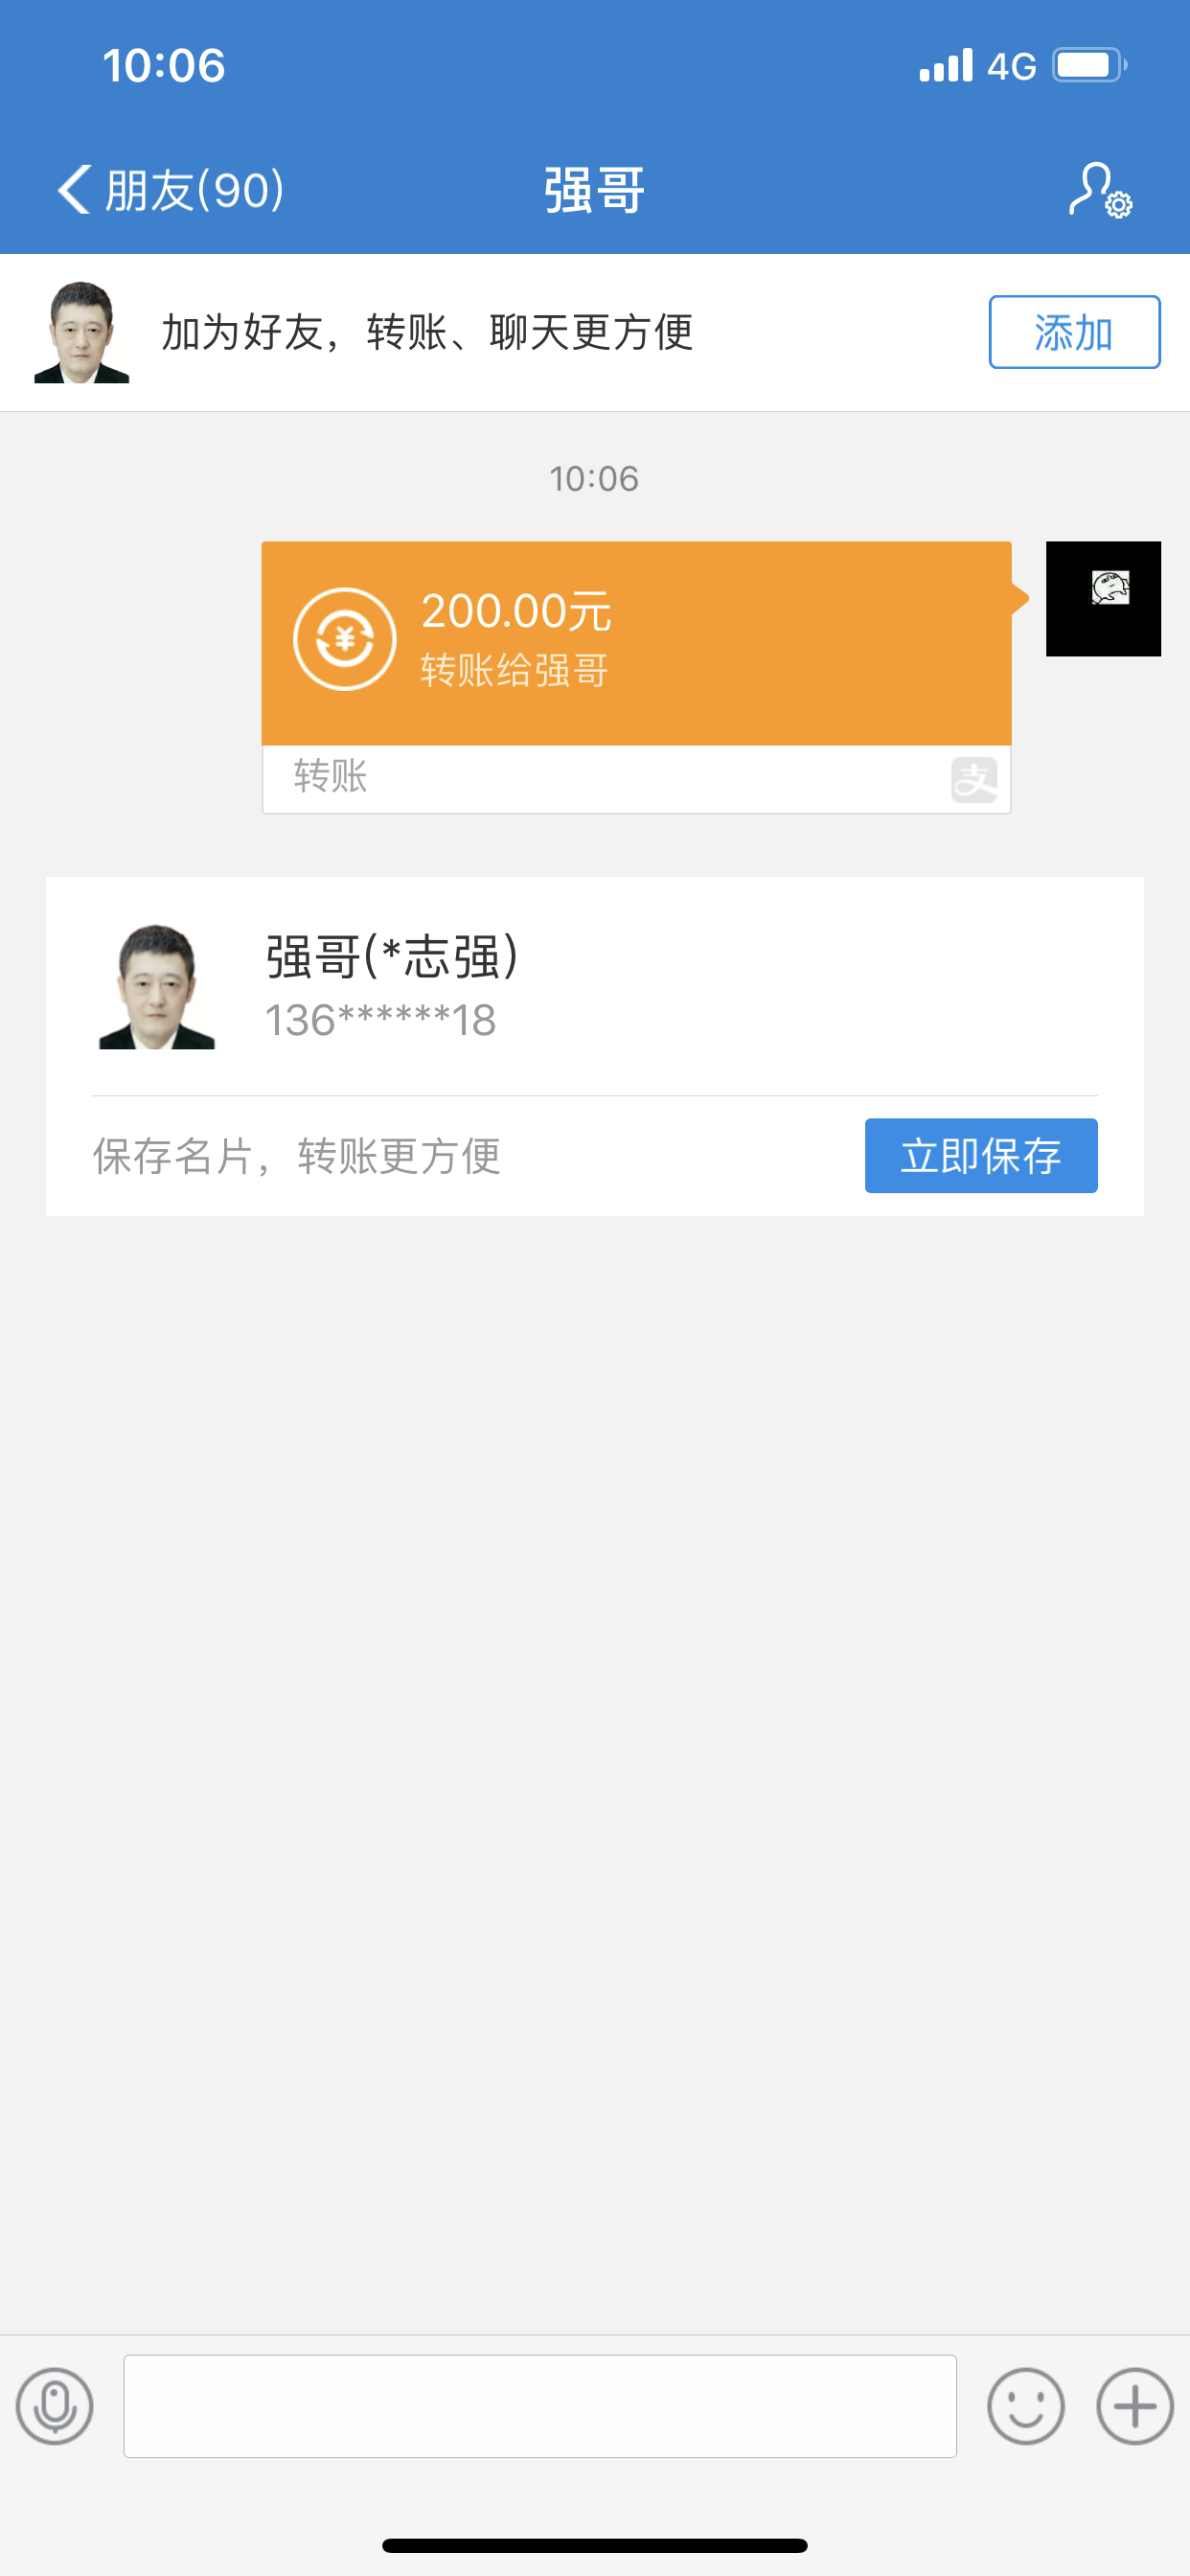 10:06
4G
朋友(90)
强哥
加为好友，转账、聊天更方便
添加
10:06
200.00元
转账给强哥
转账
支
强哥(*志强)
136******18
保存名片，转账更方便
立即保存